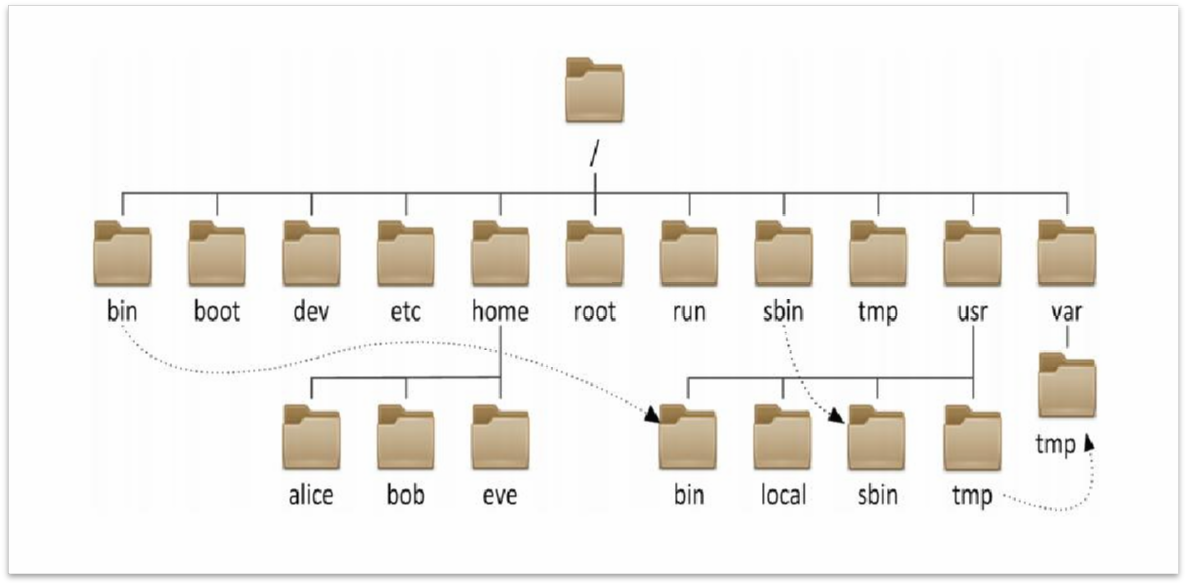 /
bin boot dev etc home root run sbin tmp usr var
tmp
alice bob eve bin local sbin tmp